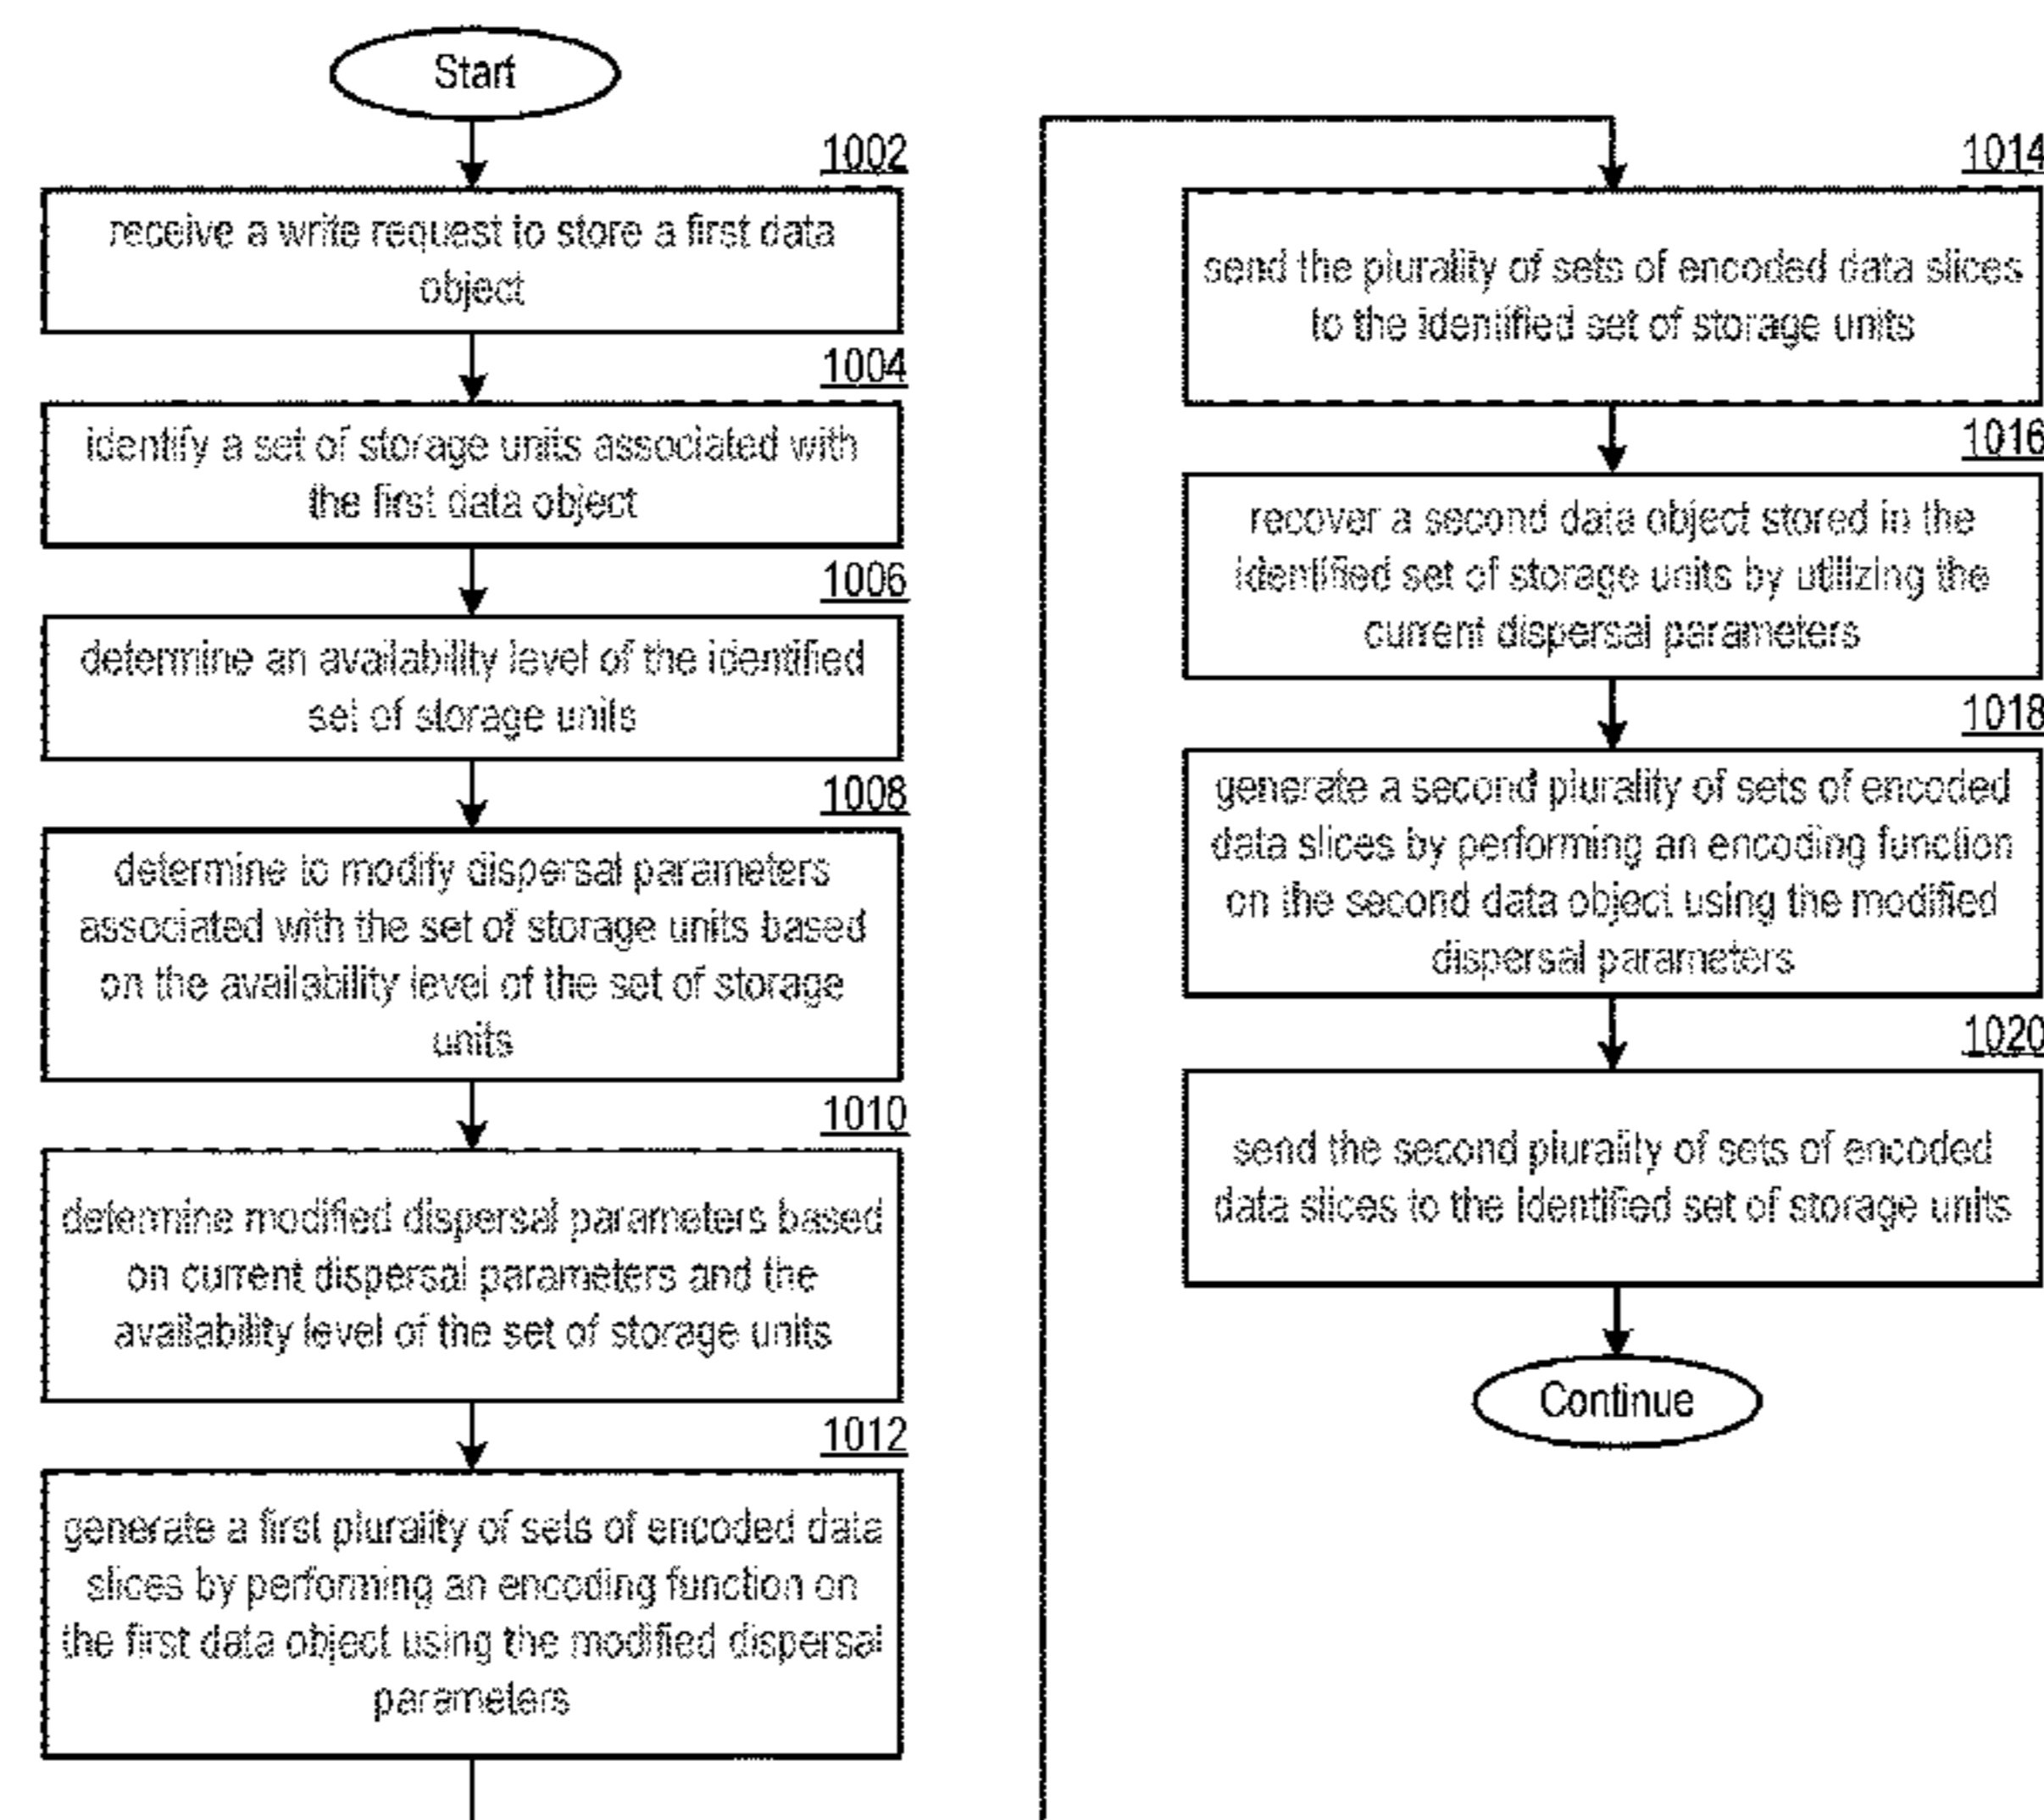 Start
1002
receive a write request to store a first data
object
1004
identify a set of storage units associated with
the first data object
1006
determine an availability level of the identified
set of storage units
1008
determine to modify dispersal parameters
associated with the set of storage units based
on the availability level of the set of storage
units
1010
determine modified dispersal parameters based
on current dispersal parameters and the
availability level of the set of storage units
1012
generate a first plurality of sets of encoded data
slices by performing an encoding function on
the first data object using the modified dispersal
parameters
1014
send the plurality of sets of encoded data slices
to the identified set of storage units
1016
recover a second data object stored in the
identified set of storage units by utilizing the
current dispersal parameters
1018
generate a second plurality of sets of encoded
data slices by performing an encoding function
on the second data object using the modified
dispersal parameters
1020
send the second plurality of sets of encoded
data slices to the identified set of storage units
Continue